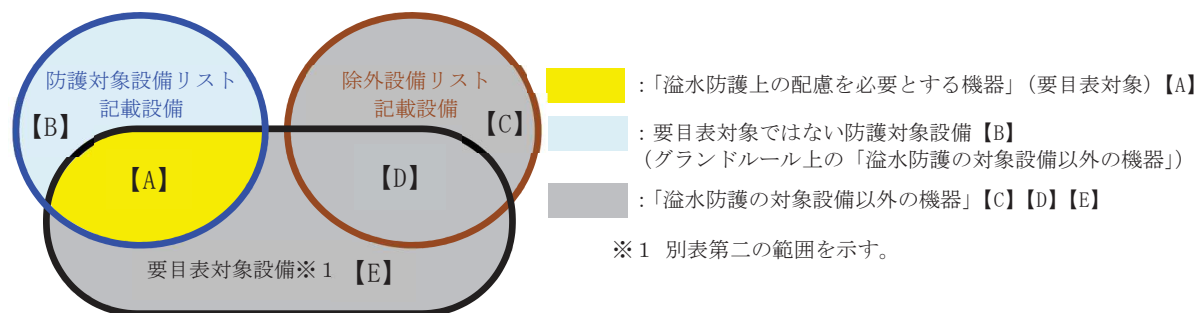 防護対象設備リスト
記載設備
【B】
【A】
除外設備リスト
記載設備
【C】
【D】
要目表対象設備※1 【E】
:「溢水防護上の配慮を必要とする機器」(要目表対象)【A】
:要目表対象ではない防護対象設備【B】
(グランドルール上の「溢水防護の対象設備以外の機器」)
:「溢水防護の対象設備以外の機器」【C】【D】【E】
※1 別表第二の範囲を示す。